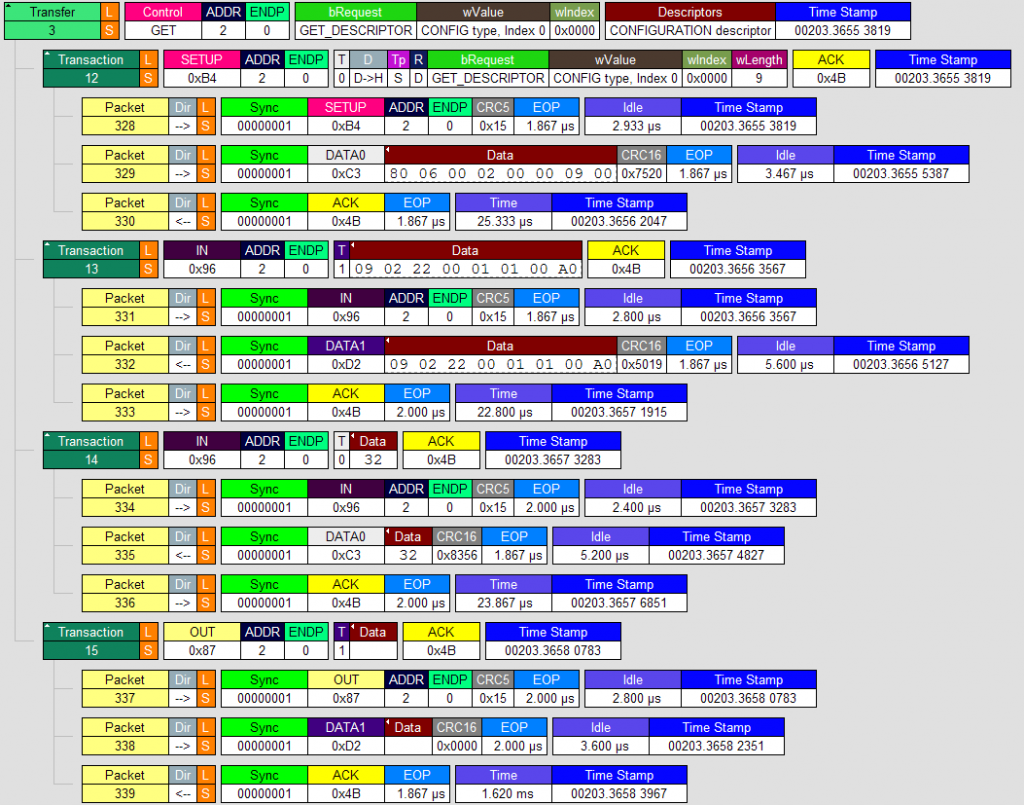 Transfer L Control ADDR ENDP bRequest wValue wIndex Descriptors Time Stamp
3 S GET 2 0 GET_DESCRIPTOR CONFIG type, Index 0 0x0000 CONFIGURATION descriptor 00203.3655 3819
Transaction L SETUP ADDR ENDP T D Tp R bRequest wValue wIndex wLength ACK Time Stamp
12 S 0xB4 2 0 0 D->H S D GET_DESCRIPTOR CONFIG type, Index 0 0x0000 9 0x4B 00203.3655 3819
Packet Dir L Sync SETUP ADDR ENDP CRC5 EOP Idle Time Stamp
328 --> S 00000001 0xB4 2 0 0x15 1.867 µs 2.933 µs 00203.3655 3819
Packet Dir L Sync DATA0 Data CRC16 EOP Idle Time Stamp
329 --> S 00000001 0xC3 80 06 00 02 00 00 09 00 0x7520 1.867 µs 3.467 µs 00203.3655 5387
Packet Dir L Sync ACK EOP Time Time Stamp
330 <-- S 00000001 0x4B 1.867 µs 25.333 µs 00203.3656 2047
Transaction L IN ADDR ENDP T Data ACK Time Stamp
13 S 0x96 2 0 1 09 02 22 00 01 01 00 A0 0x4B 00203.3656 3567
Packet Dir L Sync IN ADDR ENDP CRC5 EOP Idle Time Stamp
331 --> S 00000001 0x96 2 0 0x15 1.867 µs 2.800 µs 00203.3656 3567
Packet Dir L Sync DATA1 Data CRC16 EOP Idle Time Stamp
332 <-- S 00000001 0xD2 09 02 22 00 01 01 00 A0 0x5019 1.867 µs 5.600 µs 00203.3656 5127
Packet Dir L Sync ACK EOP Time Time Stamp
333 --> S 00000001 0x4B 2.000 µs 22.800 µs 00203.3657 1915
Transaction L IN ADDR ENDP T Data ACK Time Stamp
14 S 0x96 2 0 0 32 0x4B 00203.3657 3283
Packet Dir L Sync IN ADDR ENDP CRC5 EOP Idle Time Stamp
334 --> S 00000001 0x96 2 0 0x15 2.000 µs 2.400 µs 00203.3657 3283
Packet Dir L Sync DATA0 Data CRC16 EOP Idle Time Stamp
335 <-- S 00000001 0xC3 32 0x8356 1.867 µs 5.200 µs 00203.3657 4827
Packet Dir L Sync ACK EOP Time Time Stamp
336 --> S 00000001 0x4B 2.000 µs 23.867 µs 00203.3657 6851
Transaction L OUT ADDR ENDP T Data ACK Time Stamp
15 S 0x87 2 0 1 0x4B 00203.3658 0783
Packet Dir L Sync OUT ADDR ENDP CRC5 EOP Idle Time Stamp
337 --> S 00000001 0x87 2 0 0x15 2.000 µs 2.800 µs 00203.3658 0783
Packet Dir L Sync DATA1 Data CRC16 EOP Idle Time Stamp
338 --> S 00000001 0xD2 0x0000 2.000 µs 3.600 µs 00203.3658 2351
Packet Dir L Sync ACK EOP Time Time Stamp
339 <-- S 00000001 0x4B 1.867 µs 1.620 ms 00203.3658 3967